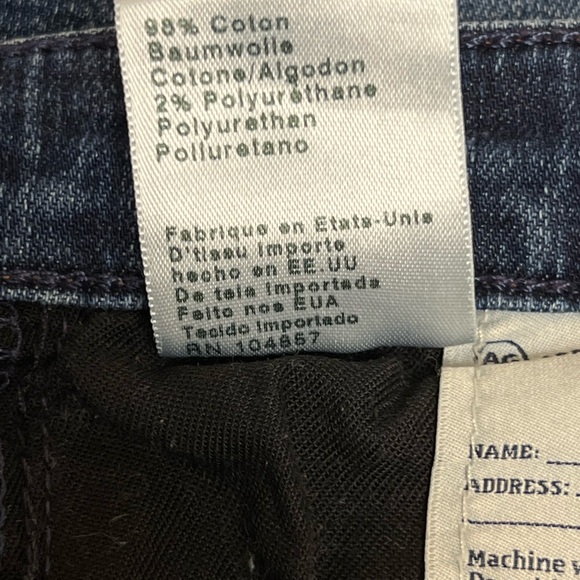 98% Coton
Baumwolle
Cotone/Algodon
2% Polyurethane
Polyurethan
Poliuretano
Fabrique en Etats-Unis
D'tissu importe
hecho en EE.UU
De tela importada
Feito nos EUA
Tecido importado
RN 104867
AG
NAME:
ADDRESS:
Machine